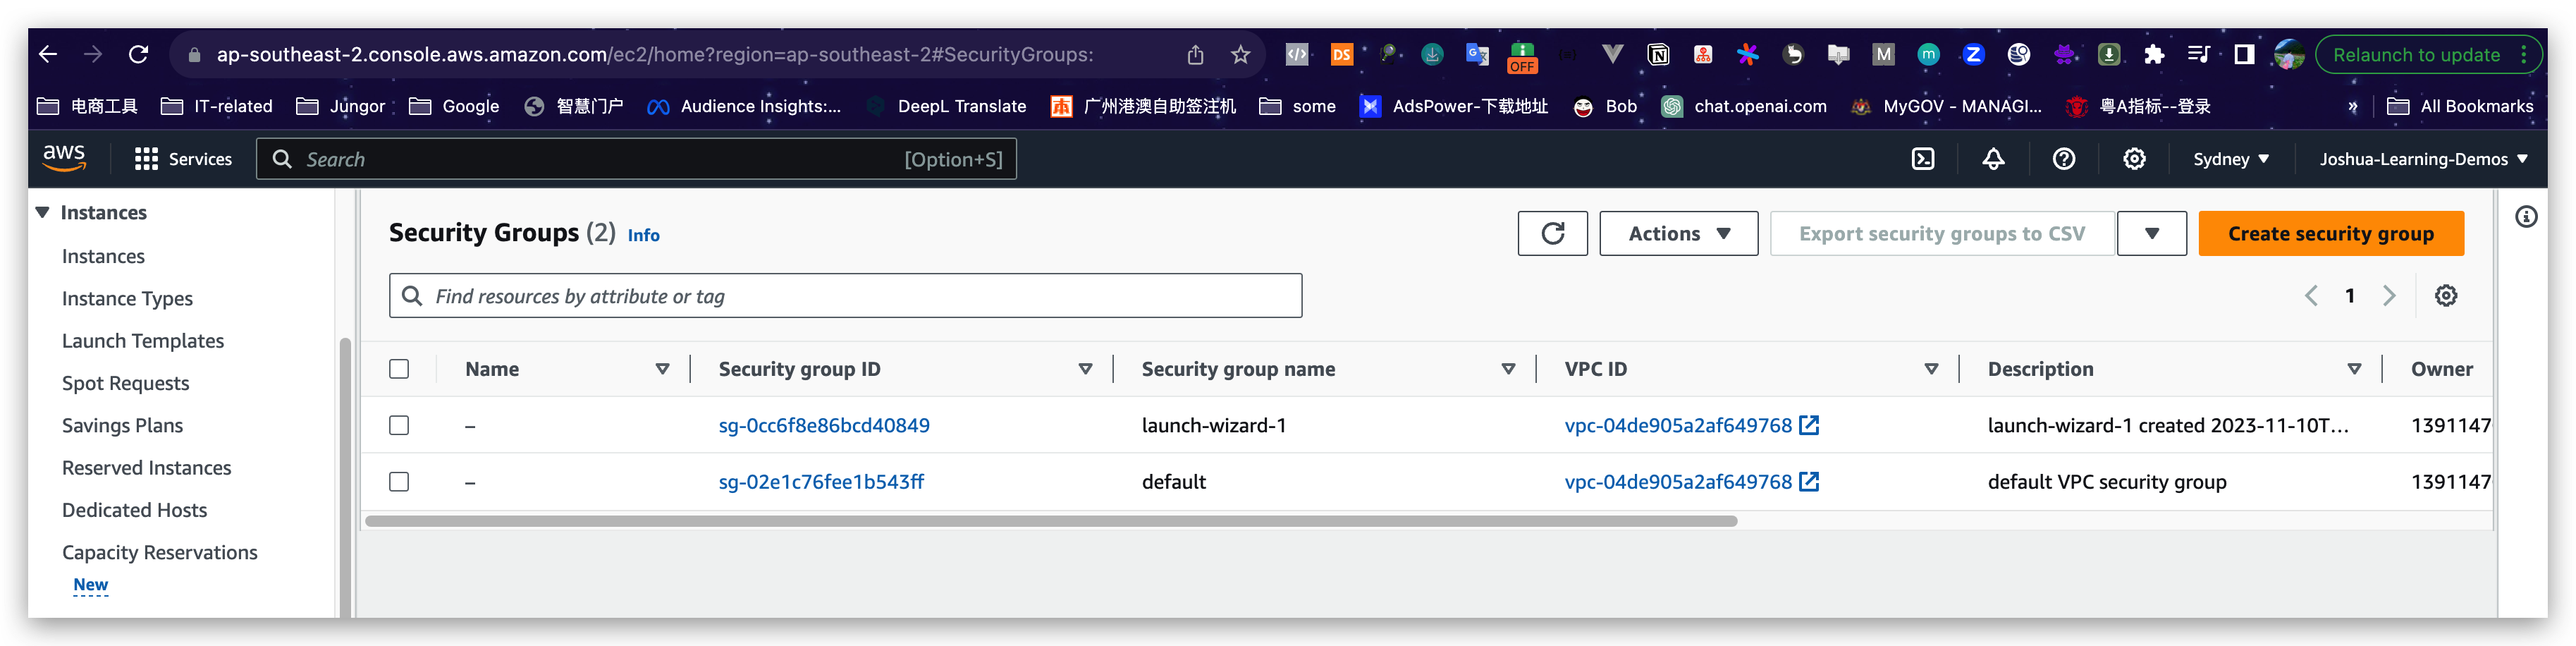 ap-southeast-2.console.aws.amazon.com/ec2/home?region=ap-southeast-2#SecurityGroups:
DS
OFF
M
m
Z
Relaunch to update
电商工具 IT-related Jungor Google 智慧门户 Audience Insights:... DeepL Translate 广州港澳自助签注机 some AdsPower-下载地址 Bob chat.openai.com MyGOV - MANAGI... 粤A指标--登录 » All Bookmarks
aws Services Search [Option+S] Sydney Joshua-Learning-Demos
Instances
Instances
Instance Types
Launch Templates
Spot Requests
Savings Plans
Reserved Instances
Dedicated Hosts
Capacity Reservations
New
Security Groups (2) Info
Actions Export security groups to CSV Create security group
Find resources by attribute or tag
1
Name Security group ID Security group name VPC ID Description Owner
– sg-0cc6f8e86bcd40849 launch-wizard-1 vpc-04de905a2af649768 launch-wizard-1 created 2023-11-10T... 1391147
– sg-02e1c76fee1b543ff default vpc-04de905a2af649768 default VPC security group 1391147